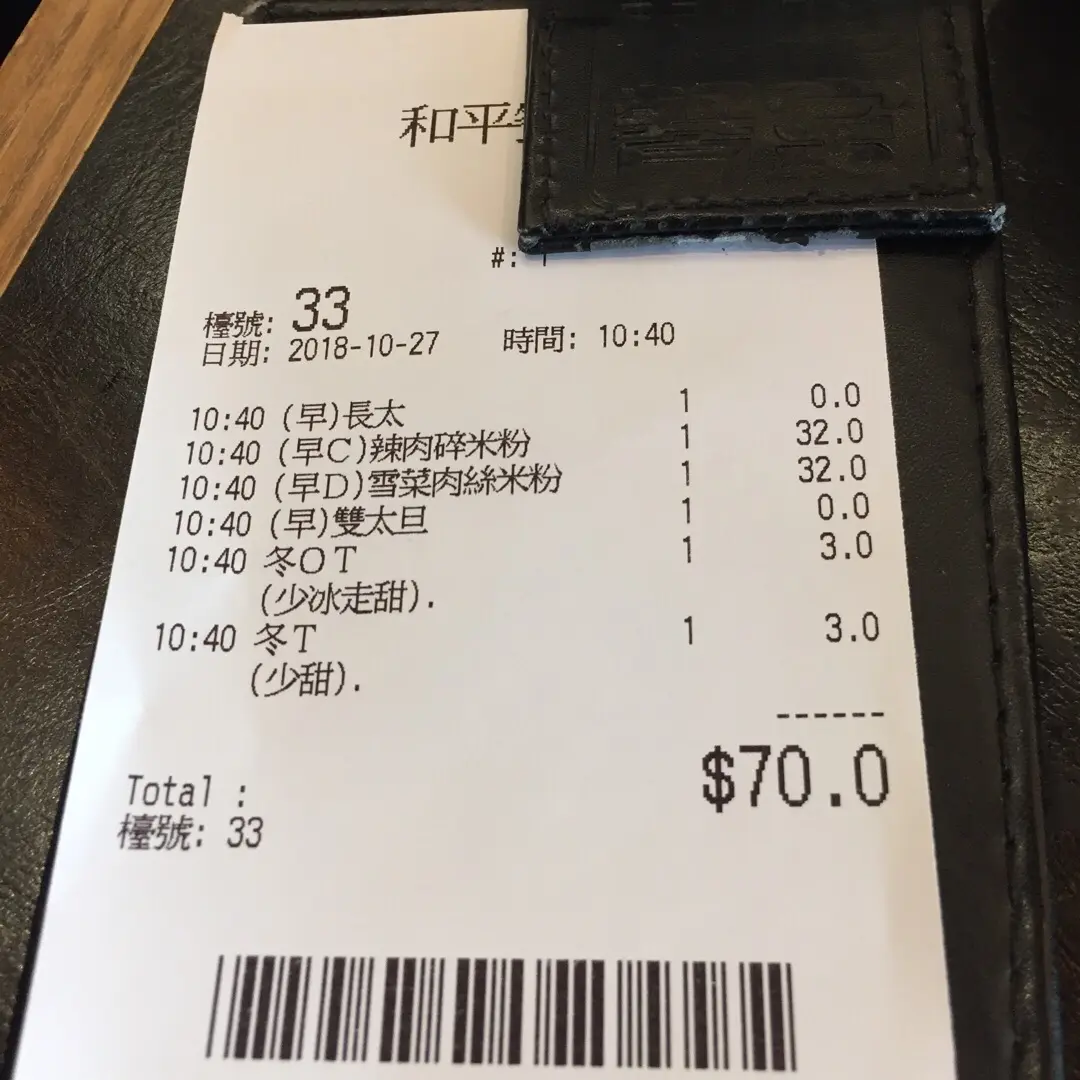 和平
#:
檯號: 33
日期: 2018-10-27 時間: 10:40
10:40 (早)長太 1 0.0
10:40 (早C)辣肉碎米粉 1 32.0
10:40 (早D)雪菜肉絲米粉 1 32.0
10:40 (早)雙太旦 1 0.0
10:40 冬OT 1 3.0
(少冰走甜).
10:40 冬T 1 3.0
(少甜).
------
Total : $70.0
檯號: 33